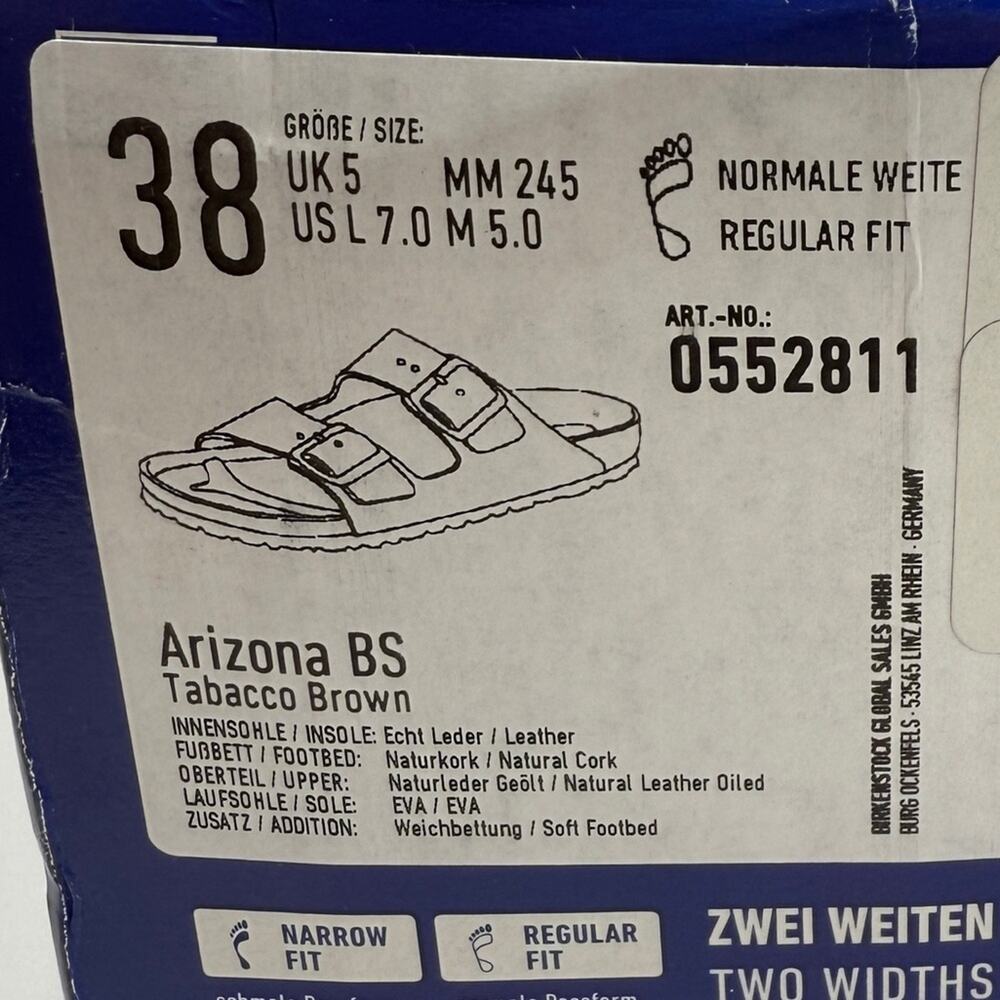 38
GRÖßE / SIZE:
UK 5 MM 245
US L 7.0 M 5.0
NORMALE WEITE
REGULAR FIT
ART.-NO.:
0552811
Arizona BS
Tabacco Brown
INNENSOHLE / INSOLE: Echt Leder / Leather
FUßBETT / FOOTBED: Naturkork / Natural Cork
OBERTEIL / UPPER: Naturleder Geölt / Natural Leather Oiled
LAUFSOHLE / SOLE: EVA / EVA
ZUSATZ / ADDITION: Weichbettung / Soft Footbed
BIRKENSTOCK GLOBAL SALES GMBH
BURG OCKENFELS · 53545 LINZ AM RHEIN · GERMANY
NARROW
FIT
REGULAR
FIT
ZWEI WEITEN
TWO WIDTHS